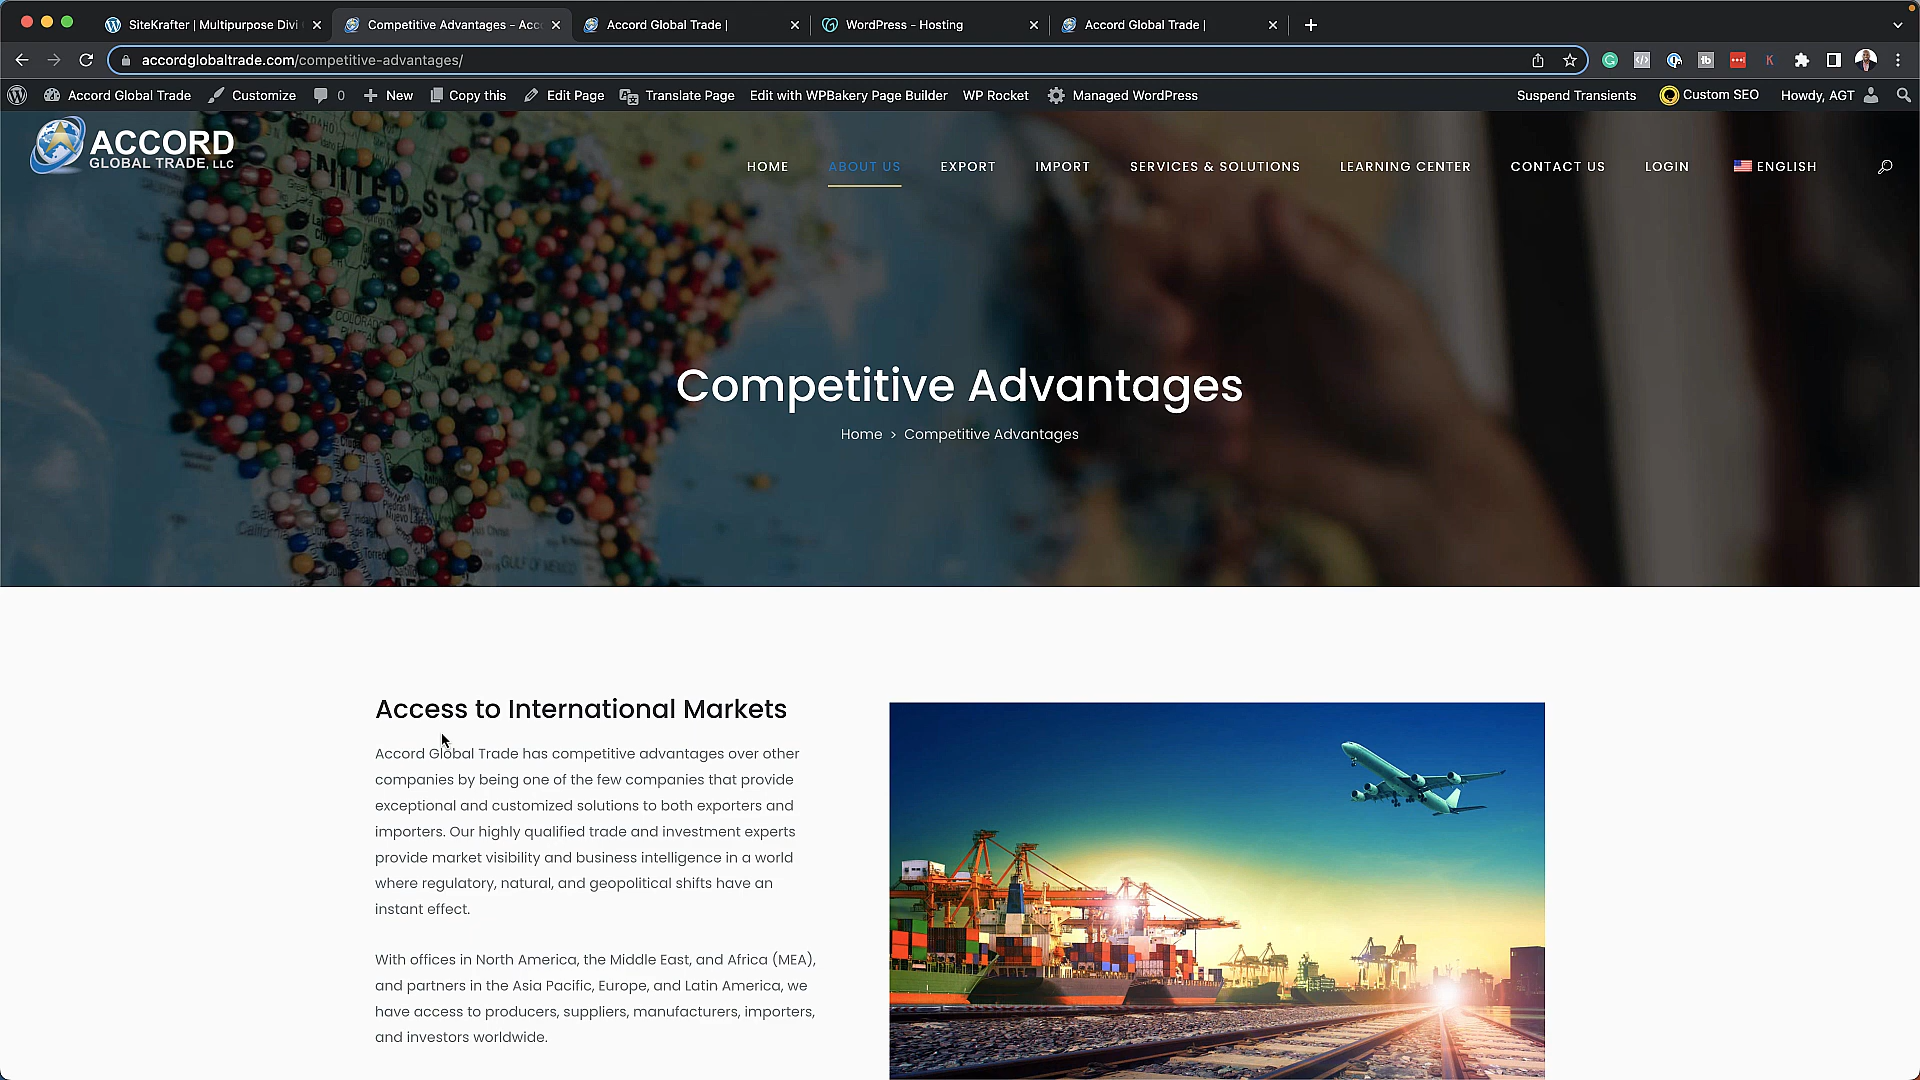 SiteKrafter | Multipurpose Divi
Competitive Advantages – Acc
Accord Global Trade |
WordPress - Hosting
Accord Global Trade |
accordglobaltrade.com/competitive-advantages/
Accord Global Trade
Customize
0
New
Copy this
Edit Page
Translate Page
Edit with WPBakery Page Builder
WP Rocket
Managed WordPress
Suspend Transients
Custom SEO
Howdy, AGT
ACCORD
GLOBAL TRADE, LLC
HOME
ABOUT US
EXPORT
IMPORT
SERVICES & SOLUTIONS
LEARNING CENTER
CONTACT US
LOGIN
ENGLISH
UNITED STAT
GULF OF MEXICO
Competitive Advantages
Home > Competitive Advantages
Access to International Markets
Accord Global Trade has competitive advantages over other
companies by being one of the few companies that provide
exceptional and customized solutions to both exporters and
importers. Our highly qualified trade and investment experts
provide market visibility and business intelligence in a world
where regulatory, natural, and geopolitical shifts have an
instant effect.
With offices in North America, the Middle East, and Africa (MEA),
and partners in the Asia Pacific, Europe, and Latin America, we
have access to producers, suppliers, manufacturers, importers,
and investors worldwide.